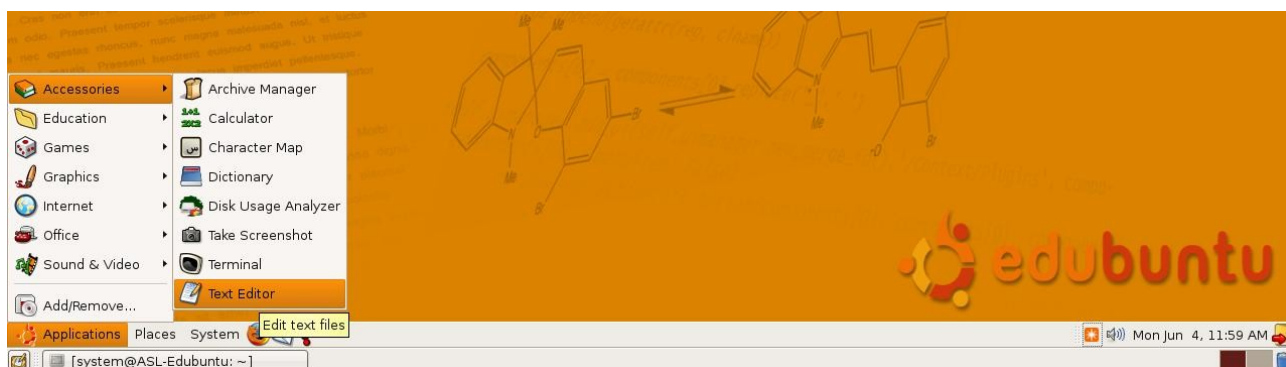 Accessories
Education
Games
Graphics
Internet
Office
Sound & Video
Add/Remove...
Archive Manager
Calculator
Character Map
Dictionary
Disk Usage Analyzer
Take Screenshot
Terminal
Text Editor
Edit text files
edubuntu
Applications Places System
Mon Jun 4, 11:59 AM
[system@ASL-Edubuntu: ~]